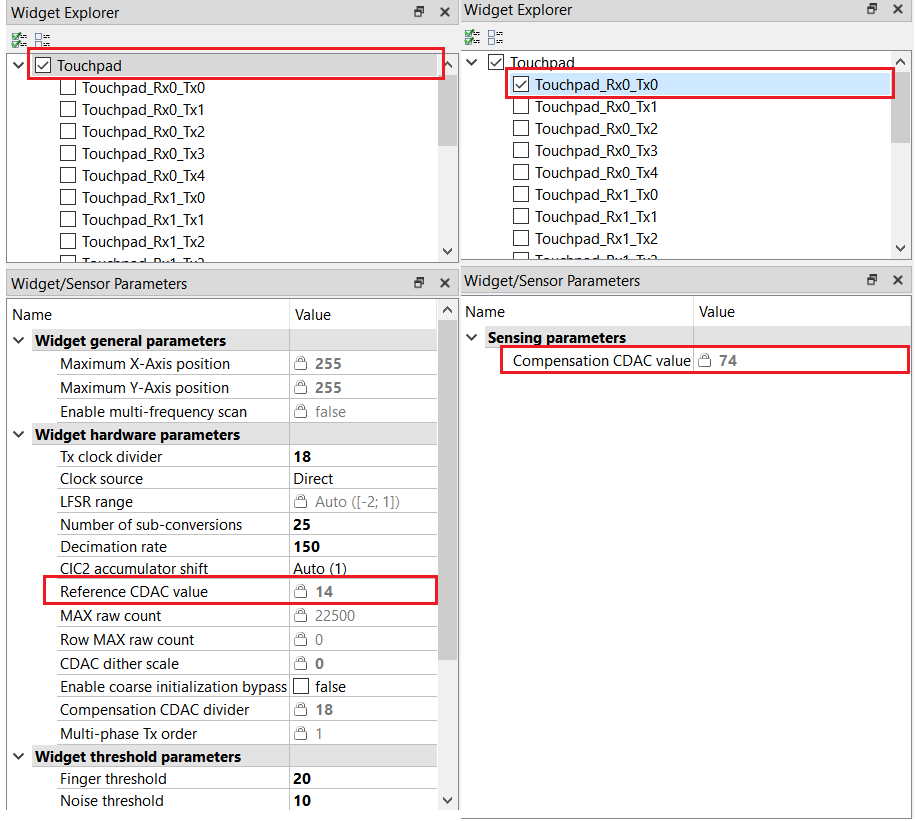 Widget Explorer
Touchpad
Touchpad_Rx0_Tx0
Touchpad_Rx0_Tx1
Touchpad_Rx0_Tx2
Touchpad_Rx0_Tx3
Touchpad_Rx0_Tx4
Touchpad_Rx1_Tx0
Touchpad_Rx1_Tx1
Touchpad_Rx1_Tx2
Widget/Sensor Parameters
Name Value
Widget general parameters
Maximum X-Axis position 255
Maximum Y-Axis position 255
Enable multi-frequency scan false
Widget hardware parameters
Tx clock divider 18
Clock source Direct
LFSR range Auto ([-2; 1])
Number of sub-conversions 25
Decimation rate 150
CIC2 accumulator shift Auto (1)
Reference CDAC value 14
MAX raw count 22500
Row MAX raw count 0
CDAC dither scale 0
Enable coarse initialization bypass false
Compensation CDAC divider 18
Multi-phase Tx order 1
Widget threshold parameters
Finger threshold 20
Noise threshold 10
Widget Explorer
Touchpad
Touchpad_Rx0_Tx0
Touchpad_Rx0_Tx1
Touchpad_Rx0_Tx2
Touchpad_Rx0_Tx3
Touchpad_Rx0_Tx4
Touchpad_Rx1_Tx0
Touchpad_Rx1_Tx1
Touchpad_Rx1_Tx2
Widget/Sensor Parameters
Name Value
Sensing parameters
Compensation CDAC value 74